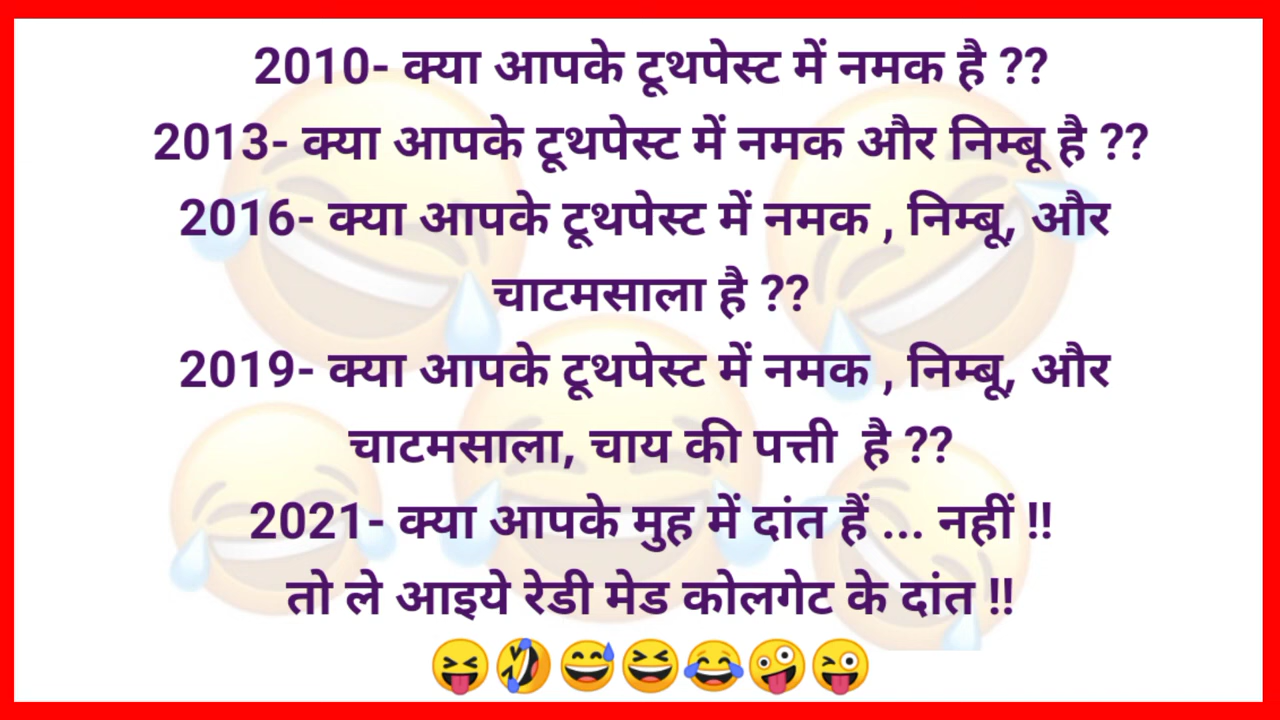 2010- क्या आपके टूथपेस्ट में नमक है ??
2013- क्या आपके टूथपेस्ट में नमक और निम्बू है ??
2016- क्या आपके टूथपेस्ट में नमक , निम्बू, और
चाटमसाला है ??
2019- क्या आपके टूथपेस्ट में नमक , निम्बू, और
चाटमसाला, चाय की पत्ती  है ??
2021- क्या आपके मुह में दांत हैं ... नहीं !!
तो ले आइये रेडी मेड कोलगेट के दांत !!
😝🤣😅😆😂🤪😜